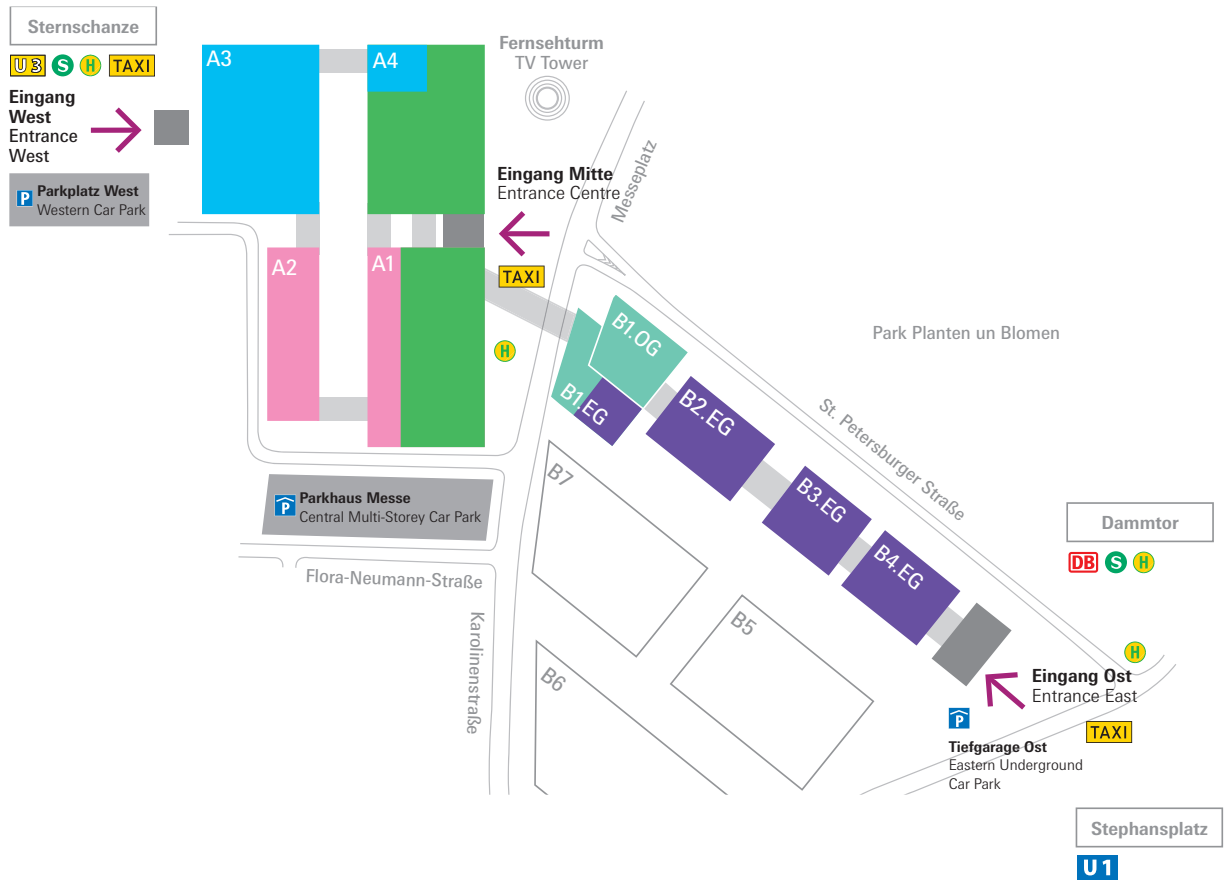 Sternschanze
U3 S H TAXI
Eingang
West
Entrance
West
P
Parkplatz West
Western Car Park
A3
A4
Fernsehturm
TV Tower
Messeplatz
Eingang Mitte
Entrance Centre
TAXI
A2
A1
H
B1.OG
B1.EG
B2.EG
B3.EG
B4.EG
Park Planten un Blomen
St. Petersburger Straße
B7
B5
B6
P
Parkhaus Messe
Central Multi-Storey Car Park
Flora-Neumann-Straße
Karolinenstraße
Dammtor
DB S H
H
Eingang Ost
Entrance East
P
TAXI
Tiefgarage Ost
Eastern Underground
Car Park
Stephansplatz
U1